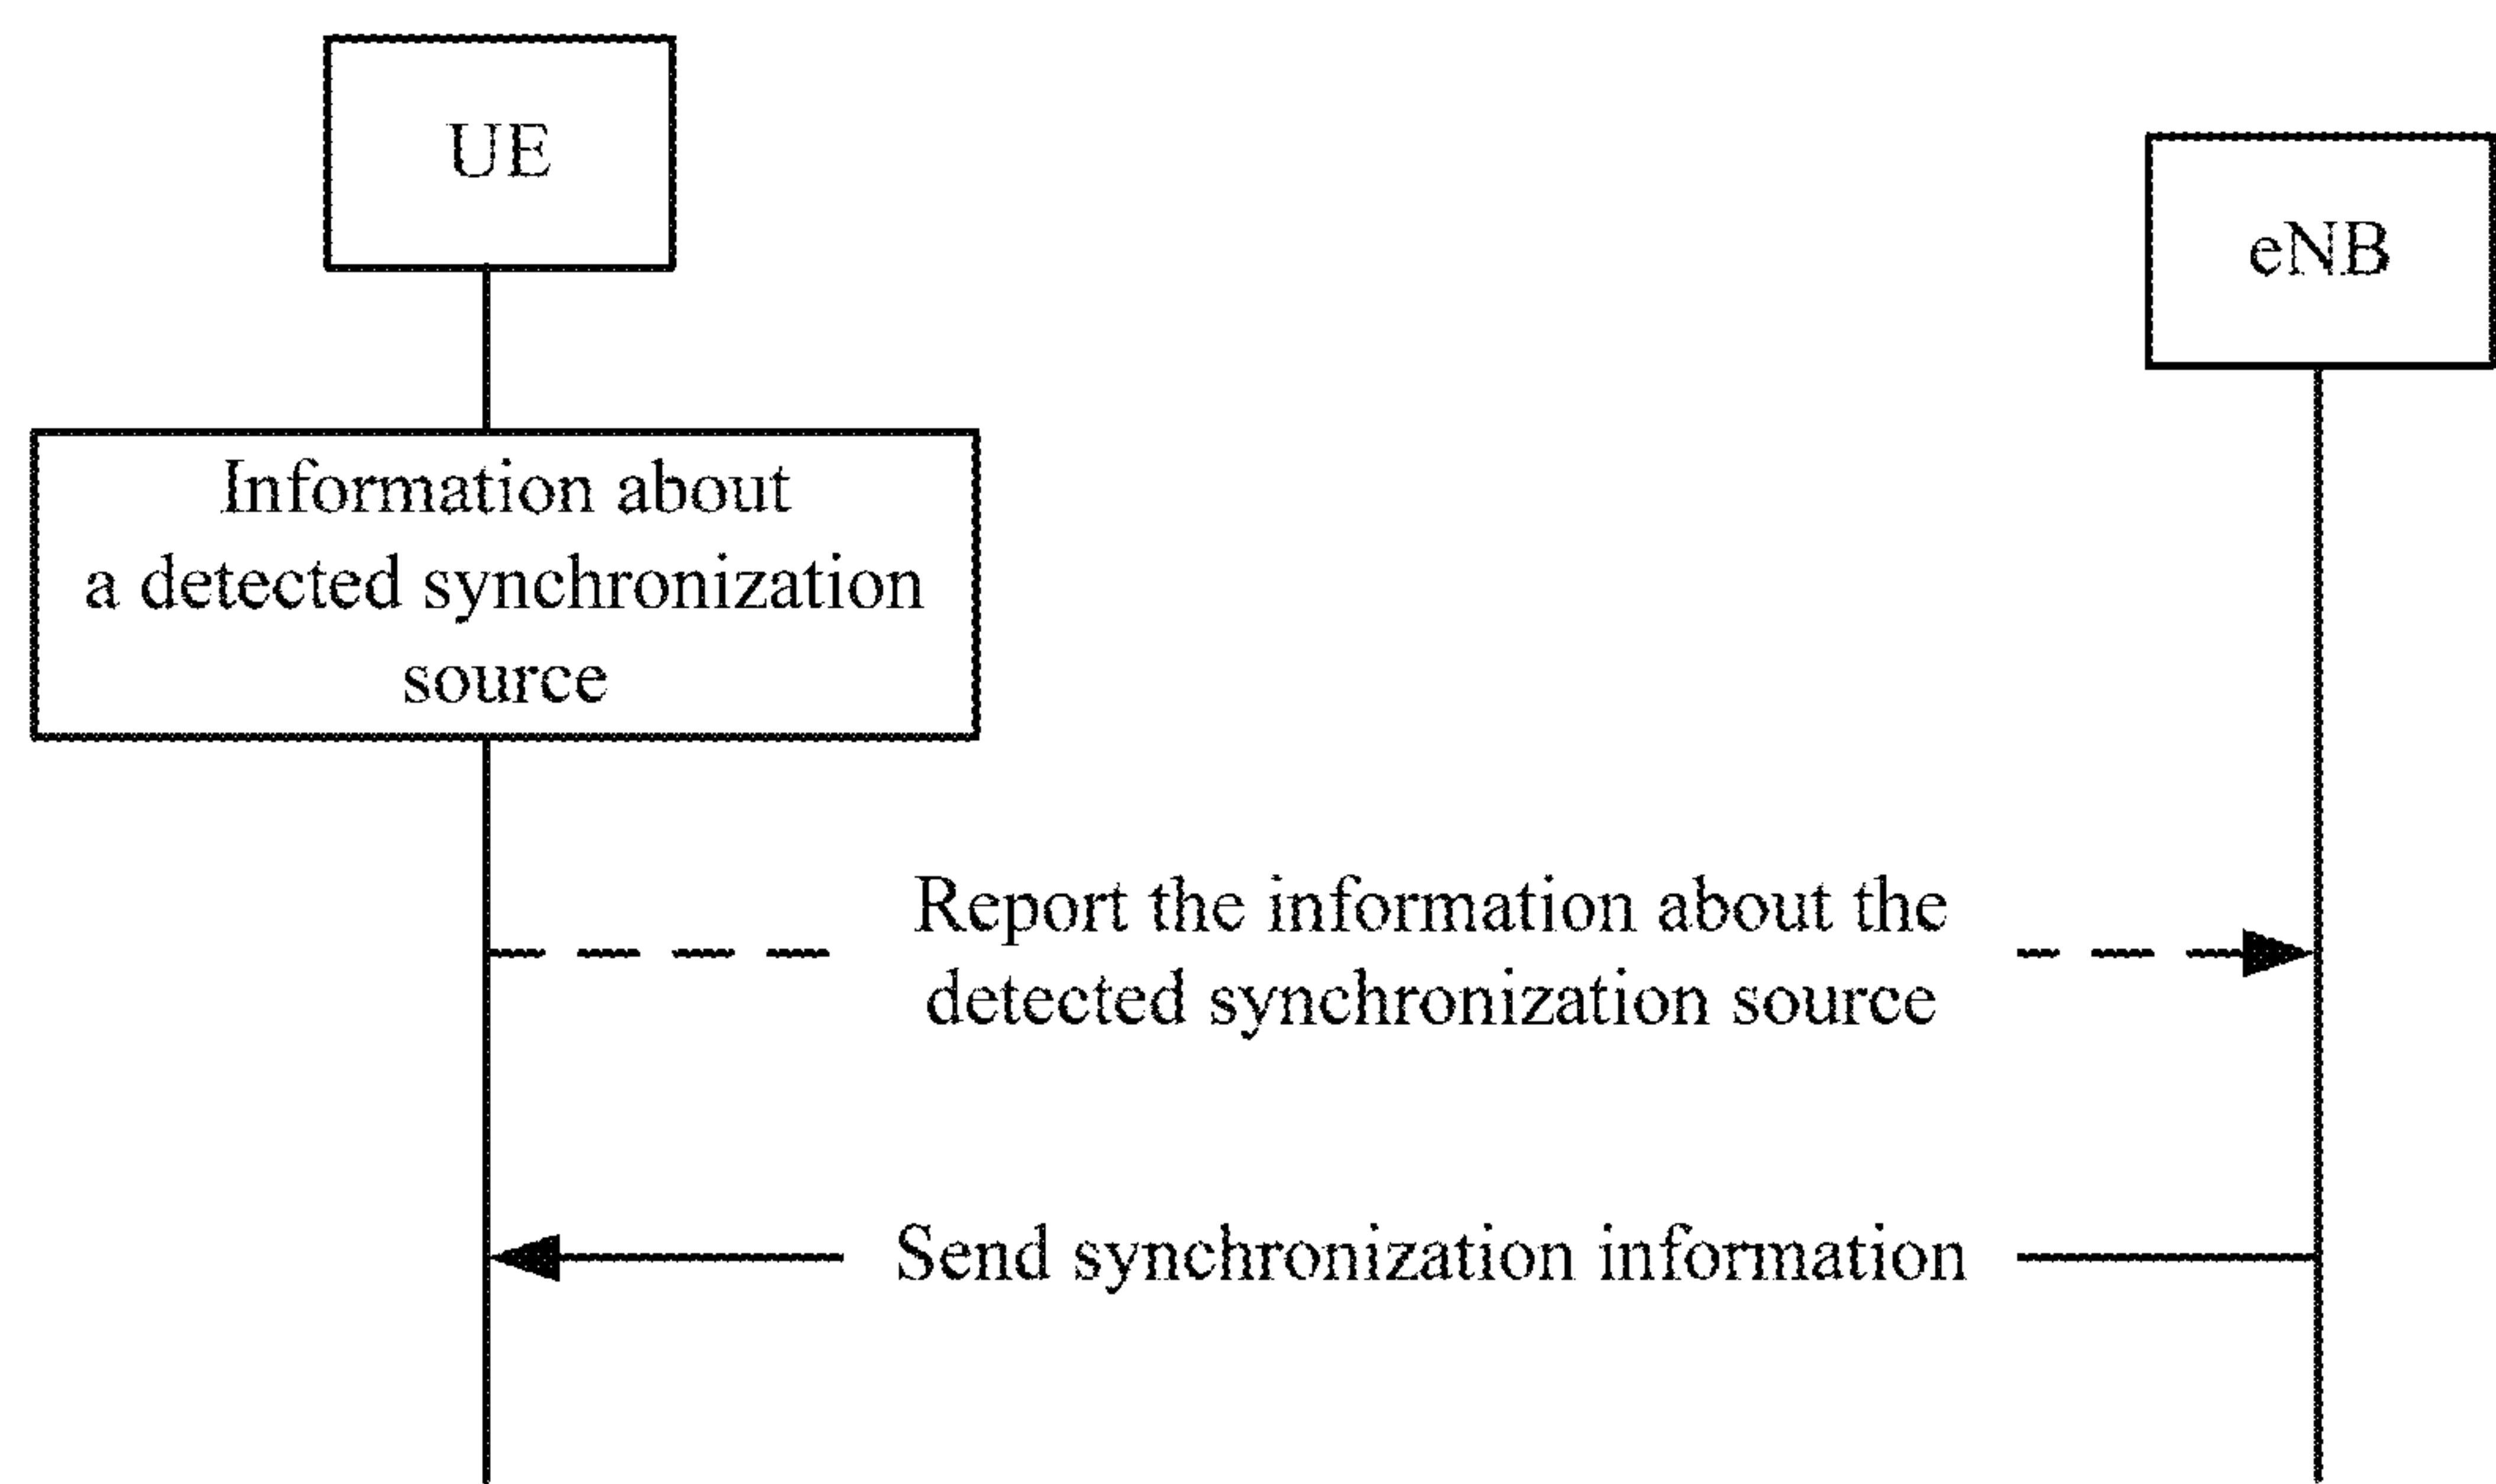 UE
eNB
Information about
a detected synchronization
source
Report the information about the
detected synchronization source
Send synchronization information